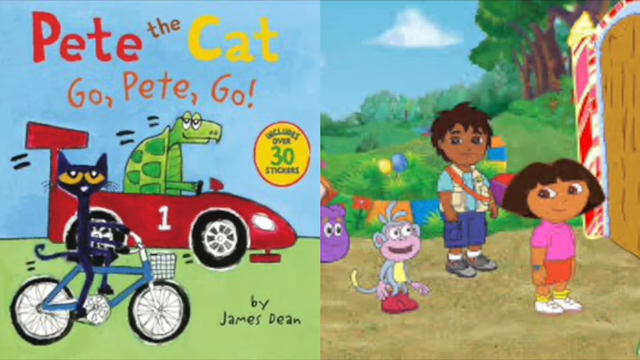 Pete the Cat
Go, Pete, Go!
INCLUDES
OVER
30
STICKERS
1
by
James Dean